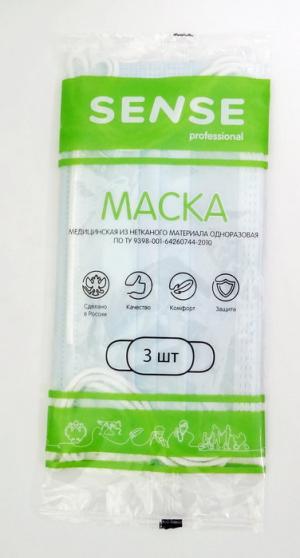 SENSE
professional
МАСКА
МЕДИЦИНСКАЯ ИЗ НЕТКАНОГО МАТЕРИАЛА ОДНОРАЗОВАЯ
ПО ТУ 9398-001-64260744-2010
Сделано
в России
Качество
Комфорт
Защита
3 шт